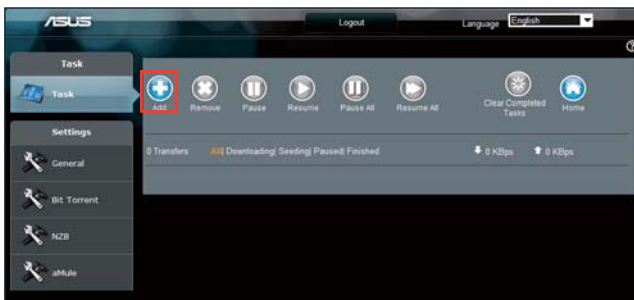 ASUS Logout Language English
Task
Task
Add Remove Pause Resume Pause All Resume All Clear Completed Tasks Home
Settings
0 Transfers All| Downloading| Seeding| Paused| Finished 0 KBps 0 KBps
General
Bit Torrent
NZB
aMule